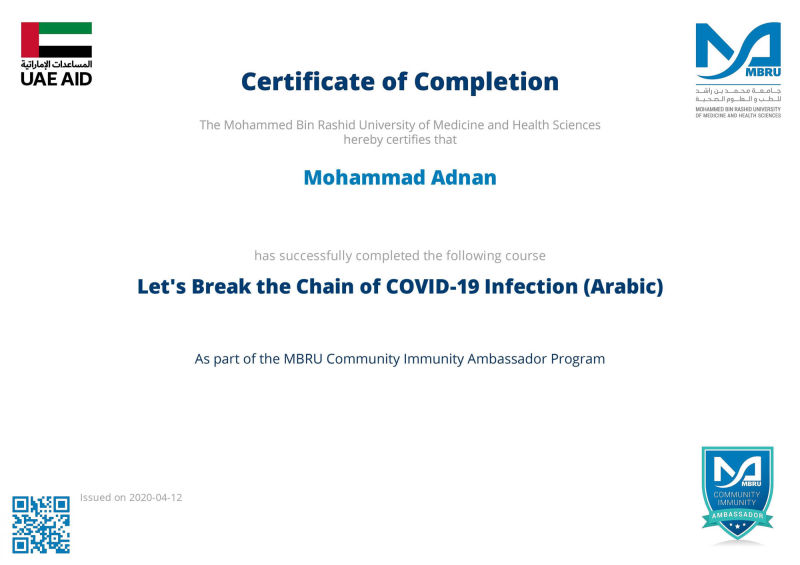 المساعدات الإماراتية
UAE AID
MBRU
جامعة محمد بن راشد
للطب و العلوم الصحية
MOHAMMED BIN RASHID UNIVERSITY
OF MEDICINE AND HEALTH SCIENCES
Certificate of Completion
The Mohammed Bin Rashid University of Medicine and Health Sciences
hereby certifies that
Mohammad Adnan
has successfully completed the following course
Let's Break the Chain of COVID-19 Infection (Arabic)
As part of the MBRU Community Immunity Ambassador Program
Issued on 2020-04-12
MBRU
COMMUNITY
IMMUNITY
AMBASSADOR